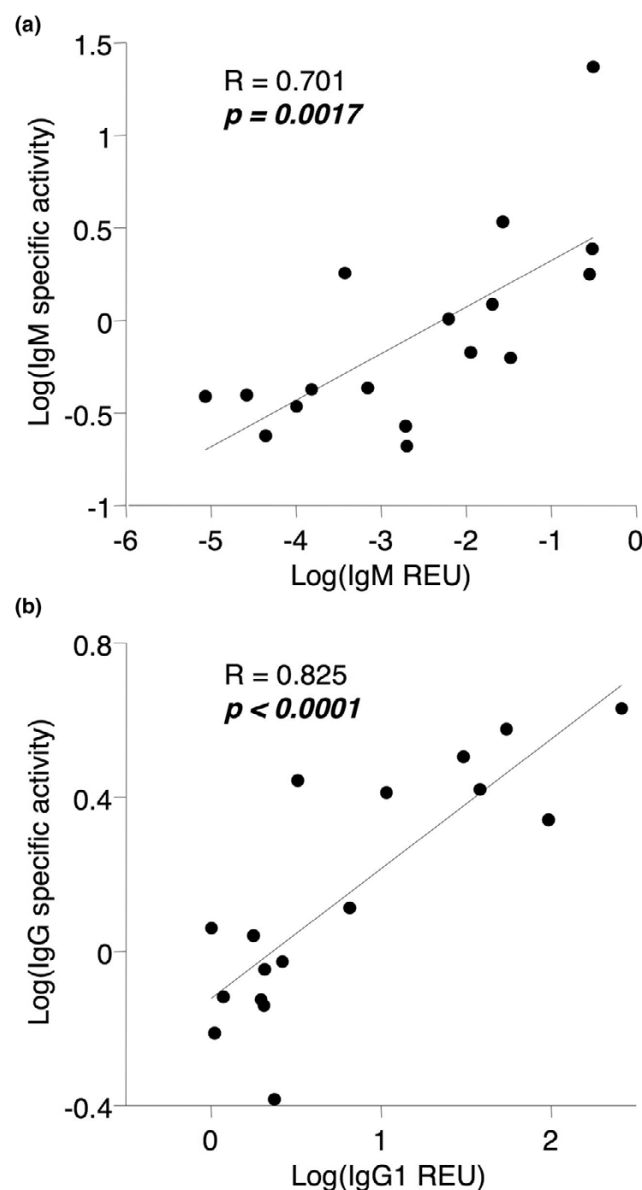 (a)
1.5
R = 0.701
p = 0.0017
1
0.5
0
-0.5
-1
Log(IgM specific activity)
-6 -5 -4 -3 -2 -1 0
Log(IgM REU)
(b)
0.8
R = 0.825
p < 0.0001
0.4
0
-0.4
Log(IgG specific activity)
0 1 2
Log(IgG1 REU)